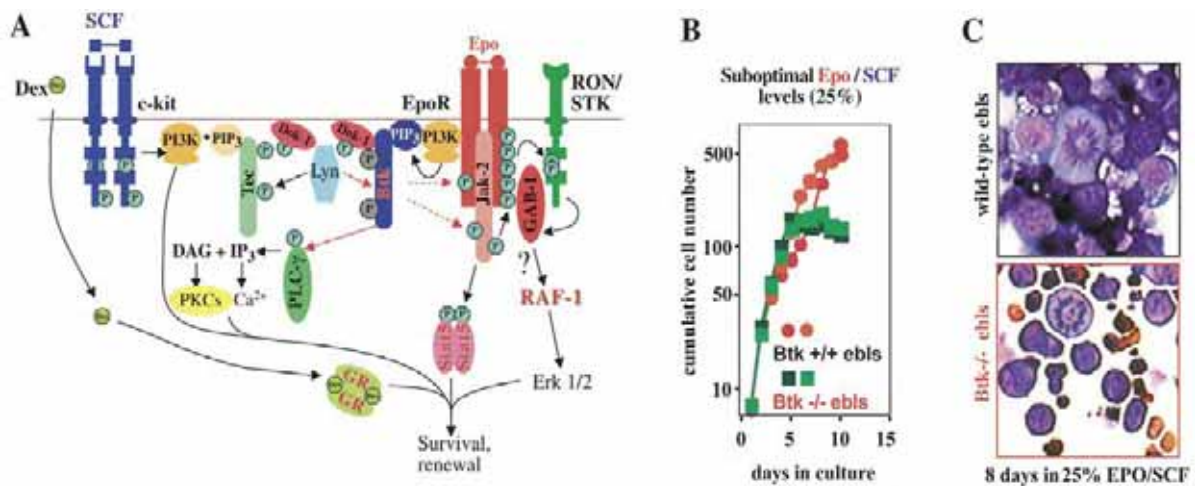 A
SCF
Dex
c-kit
EpoR
Epo
RON/
STK
PI3K
PIP3
Dok-1
Dok-1
PIP3
PI3K
Tec
Lyn
Btk
Jak-2
GAB-1
P
DAG + IP3
PKCs
Ca2+
PLC-γ
?
RAF-1
Stat5
Stat5
GR
GR
Erk 1/2
Survival,
renewal
B
Suboptimal Epo / SCF
levels (25%)
cumulative cell number
500
100
50
10
Btk +/+ ebls
Btk -/- ebls
0
5
10
15
days in culture
C
wild-type ebls
Btk-/- ebls
8 days in 25% EPO/SCF